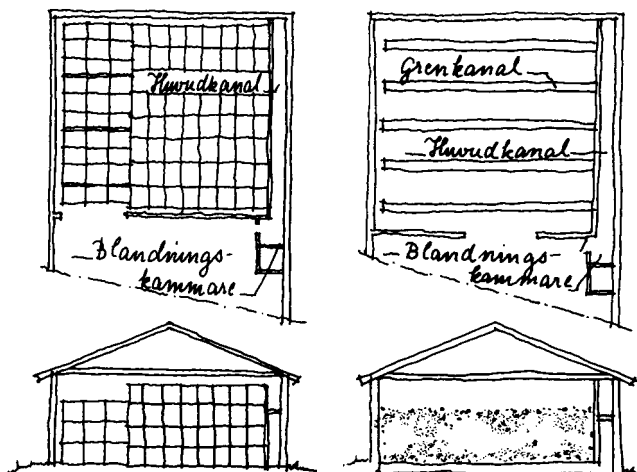 Huvudkanal
Blandnings-
kammare
Grenkanal
Huvudkanal
Blandnings-
kammare